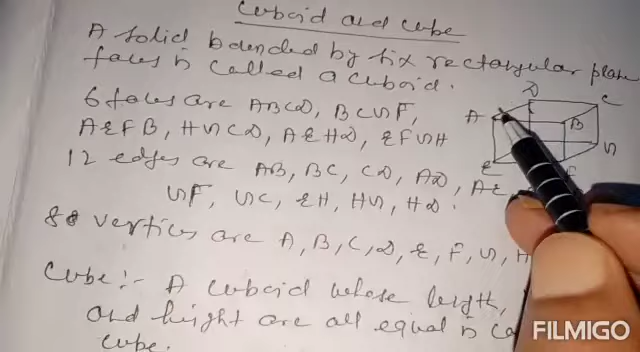 Cuboid and cube
A solid bounded by six rectangular plane
faces is called a cuboid.
6 faces are ABCD, BCGF,
AEFB, HGCD, AEHD, EFGH
12 edges are AB, BC, CD, AD, AE,
GF, GC, EH, HG, HD.
8 vertices are A, B, C, D, E, F, G, H
Cube:- A cuboid whose length,
and height are all equal is
cube.
D
C
A
B
E
G
F
FILMIGO